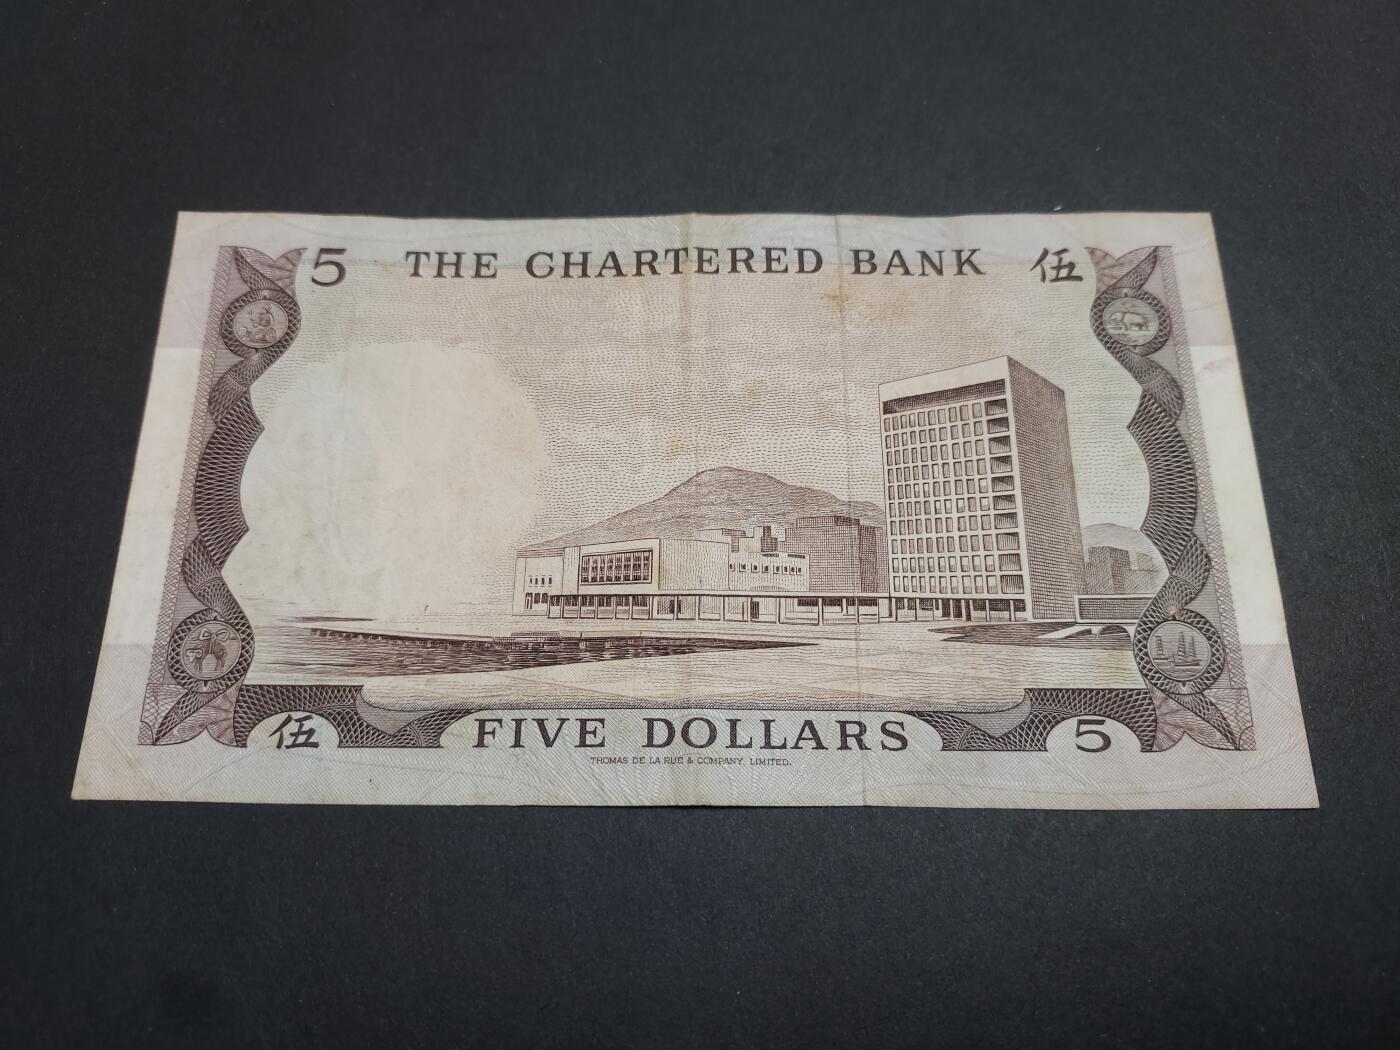 5 THE CHARTERED BANK 伍
伍 FIVE DOLLARS 5
THOMAS DE LA RUE & COMPANY, LIMITED.